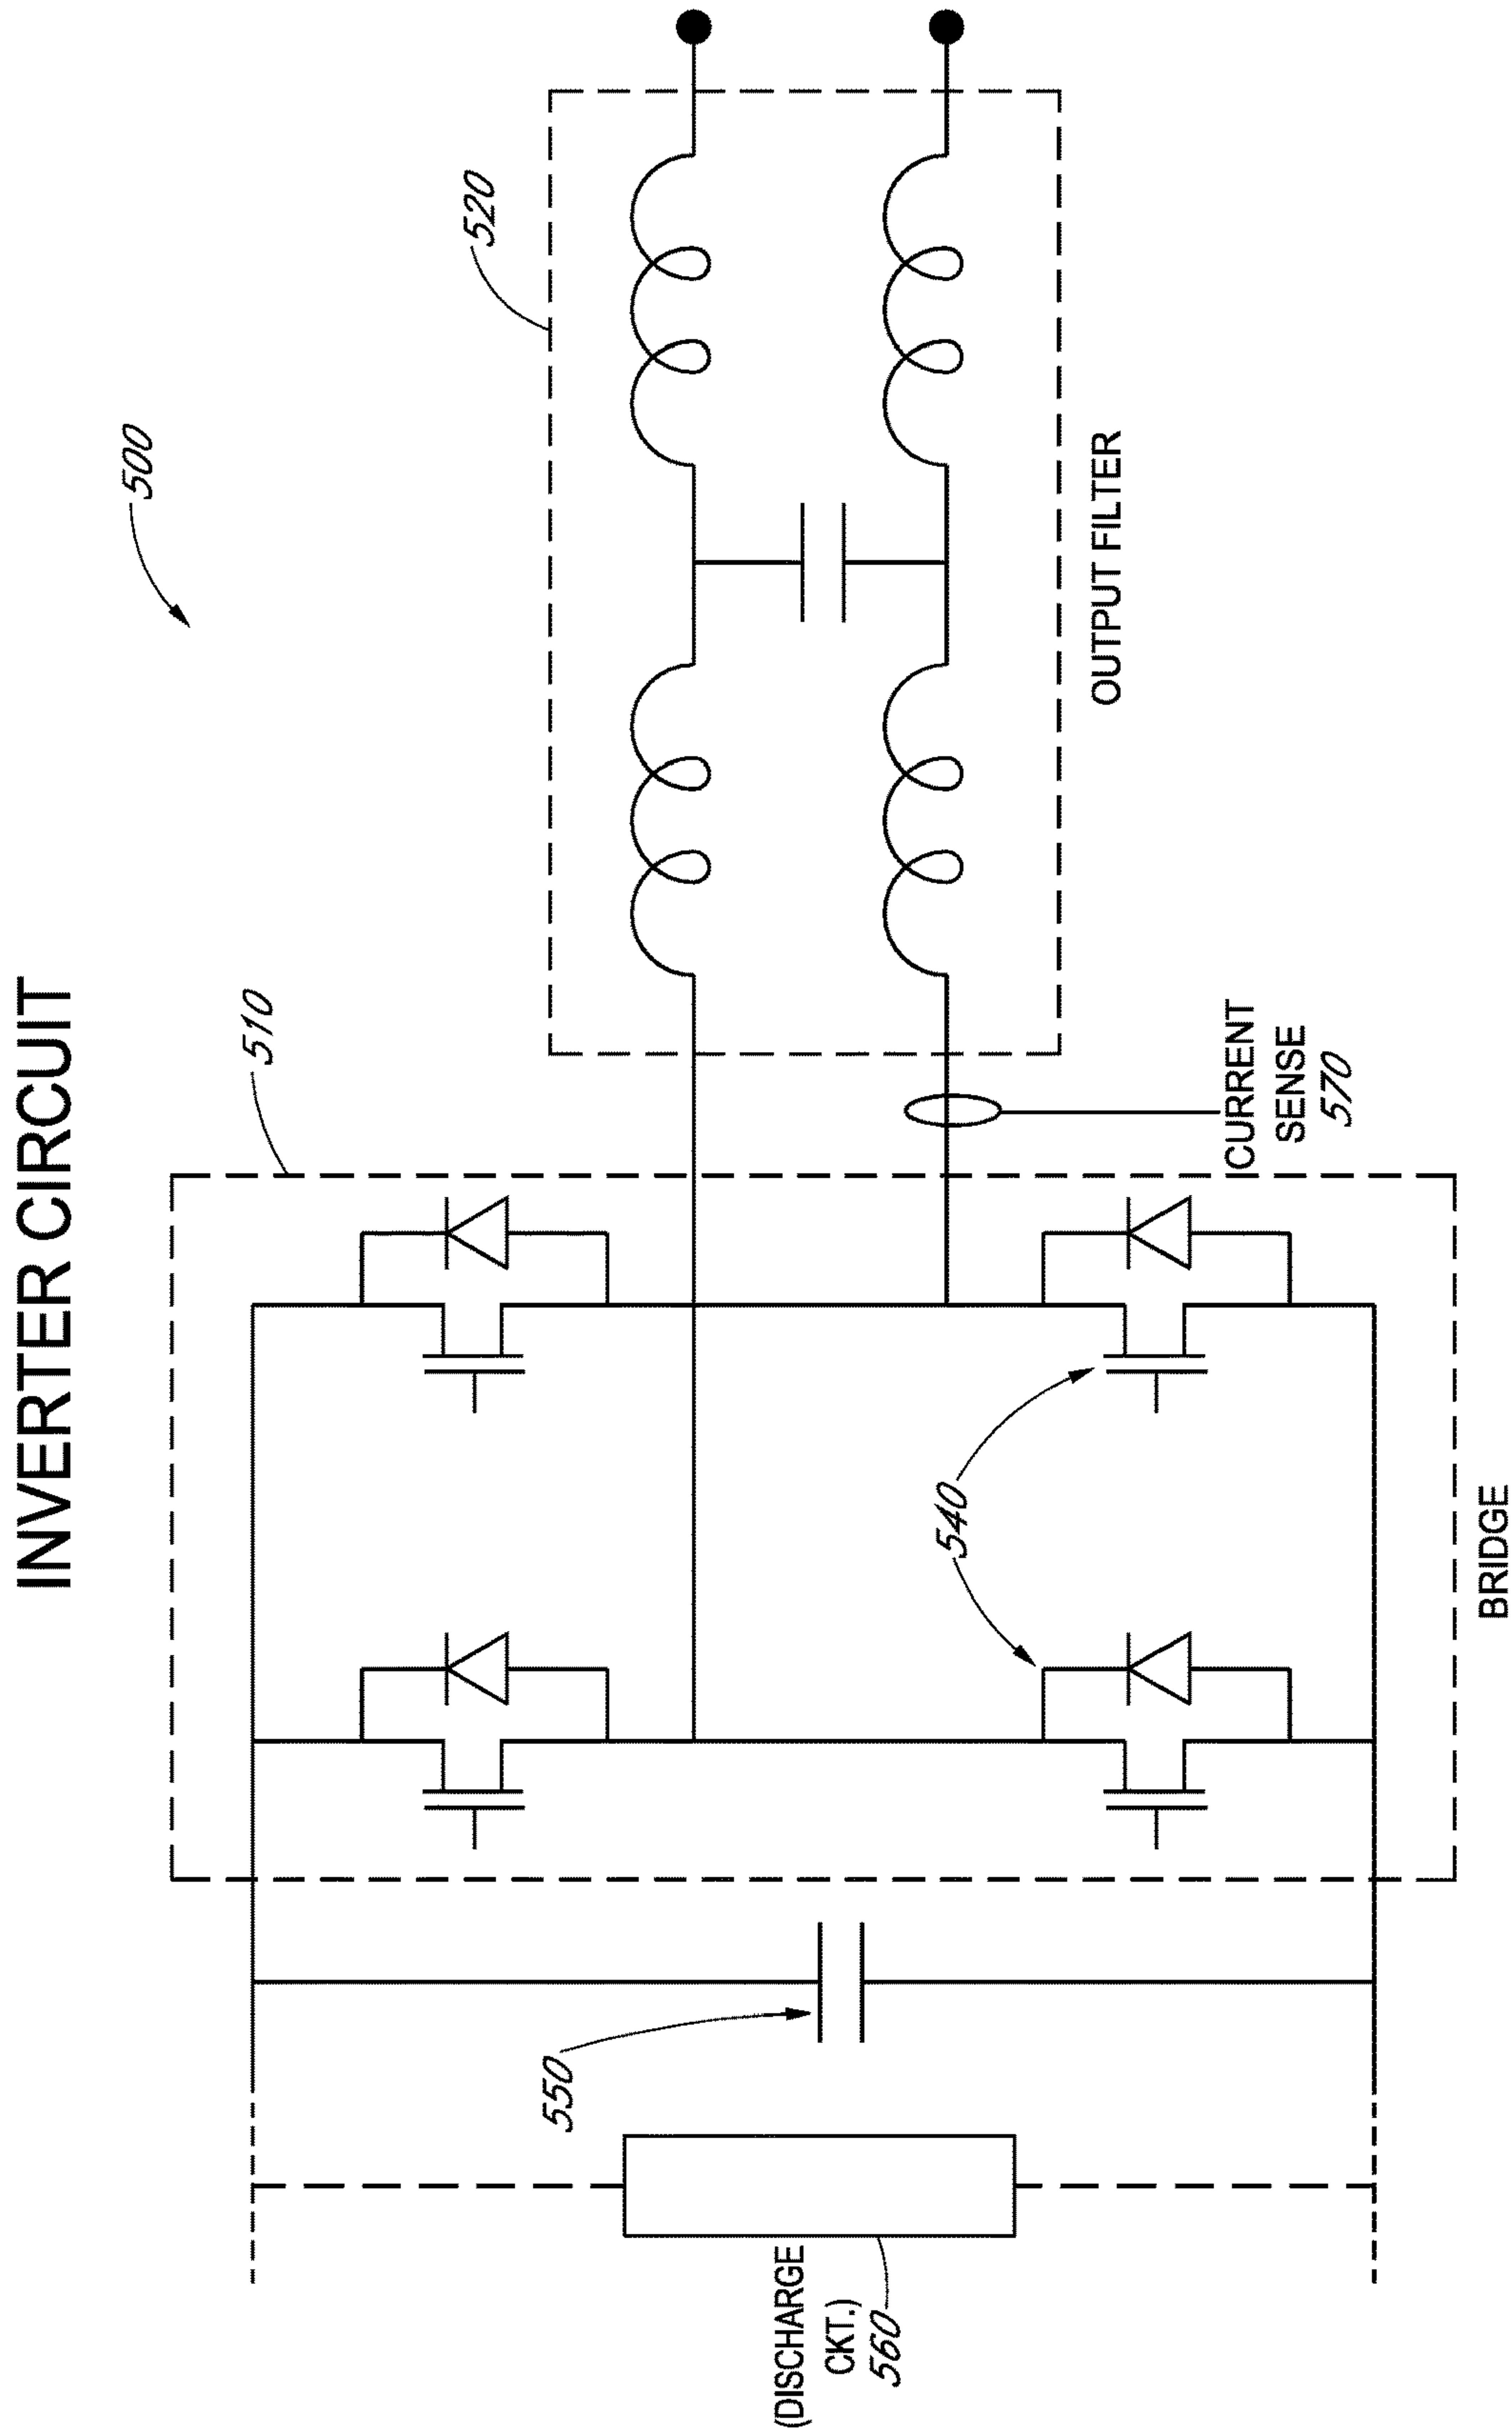 INVERTER CIRCUIT
500
510
520
550
540
(DISCHARGE
CKT.)
560
CURRENT
SENSE
570
OUTPUT FILTER
BRIDGE